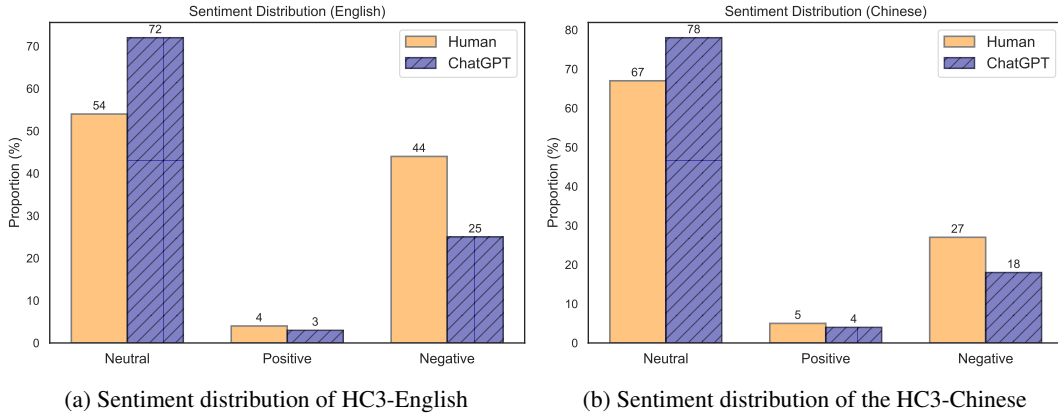 Sentiment Distribution (English)
Proportion (%)
70
60
50
40
30
20
10
0
54
72
4
3
44
25
Human
ChatGPT
Neutral
Positive
Negative
(a) Sentiment distribution of HC3-English
Sentiment Distribution (Chinese)
Proportion (%)
80
70
60
50
40
30
20
10
0
67
78
5
4
27
18
Human
ChatGPT
Neutral
Positive
Negative
(b) Sentiment distribution of the HC3-Chinese